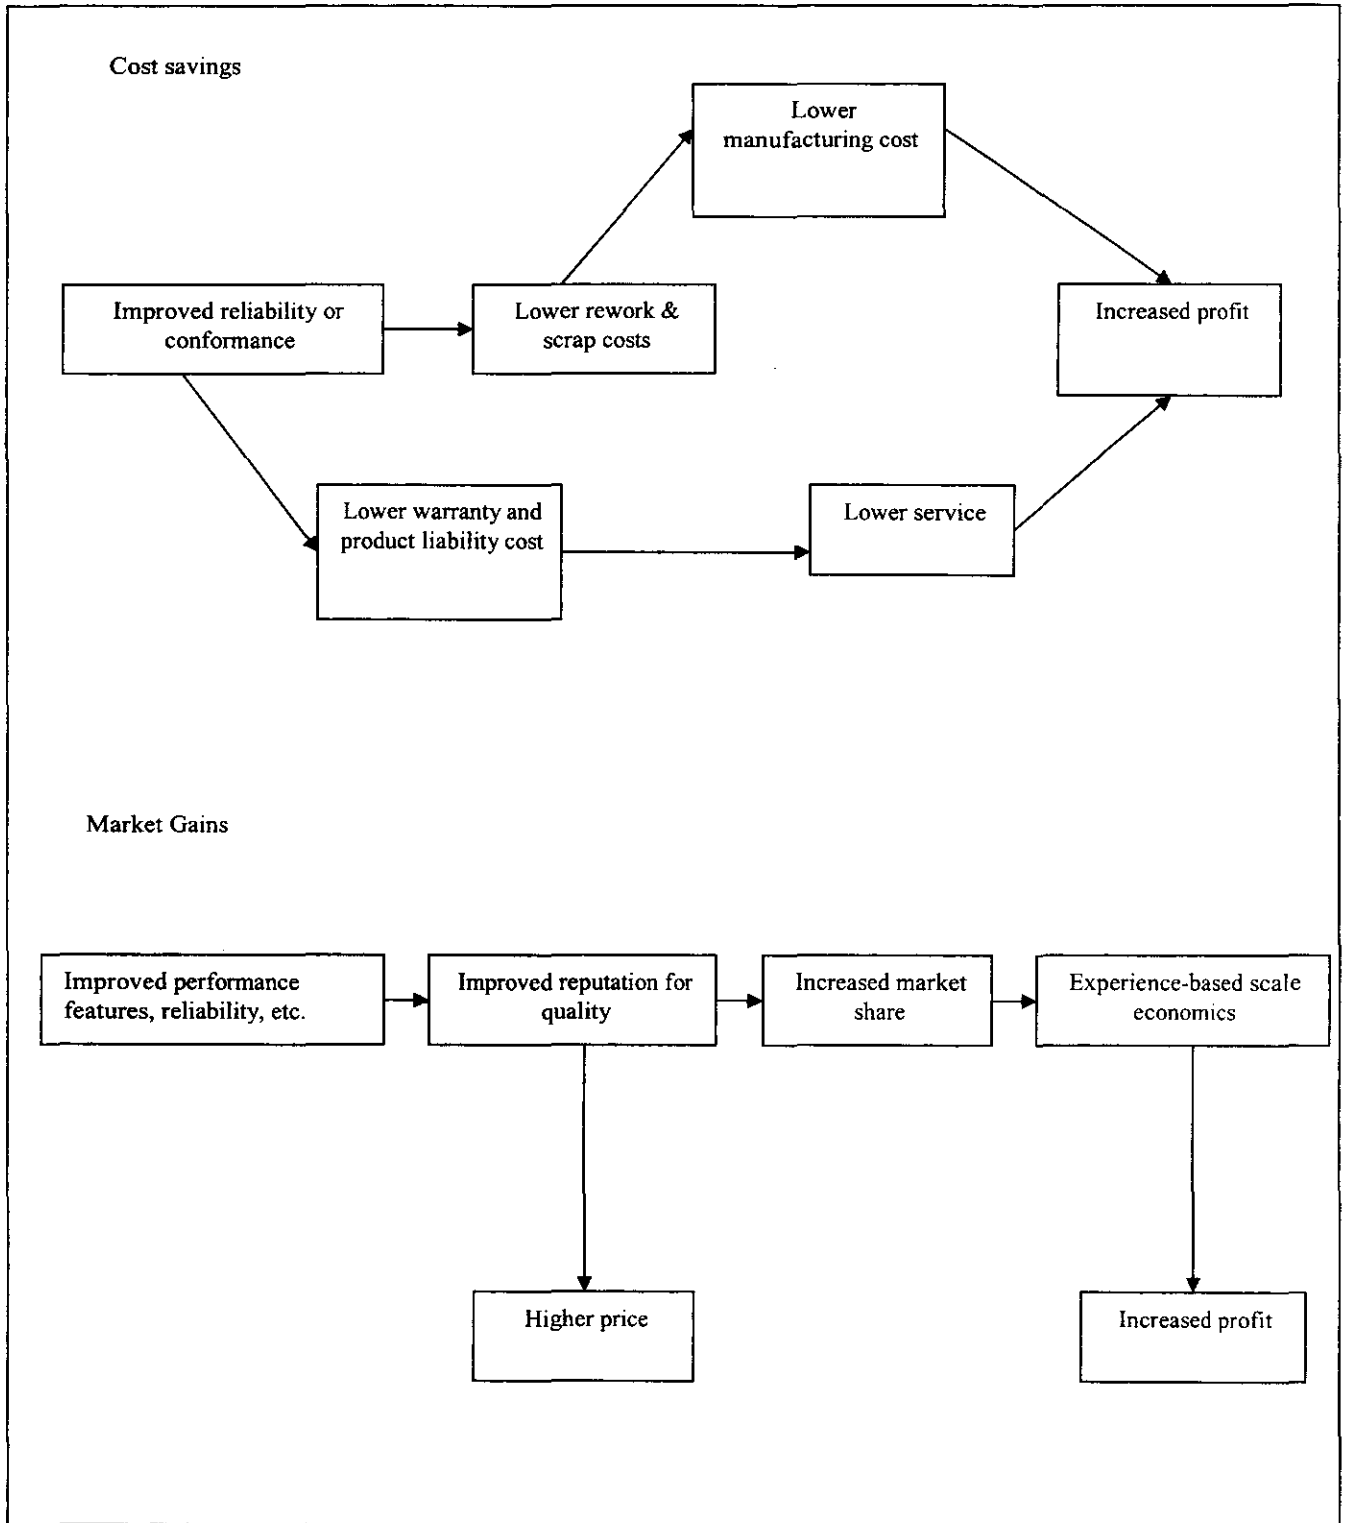 Cost savings
Lower
manufacturing cost
Improved reliability or
conformance
Lower rework &
scrap costs
Increased profit
Lower warranty and
product liability cost
Lower service
Market Gains
Improved performance
features, reliability, etc.
Improved reputation for
quality
Increased market
share
Experience-based scale
economics
Higher price
Increased profit